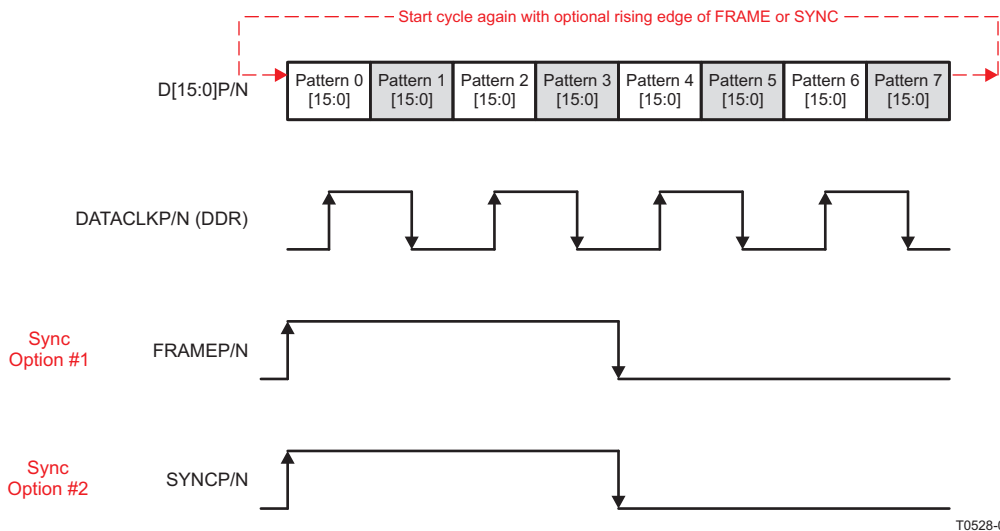 Start cycle again with optional rising edge of FRAME or SYNC
D[15:0]P/N
Pattern 0
[15:0]
Pattern 1
[15:0]
Pattern 2
[15:0]
Pattern 3
[15:0]
Pattern 4
[15:0]
Pattern 5
[15:0]
Pattern 6
[15:0]
Pattern 7
[15:0]
DATACLKP/N (DDR)
Sync
Option #1
FRAMEP/N
Sync
Option #2
SYNCP/N
T0528-0